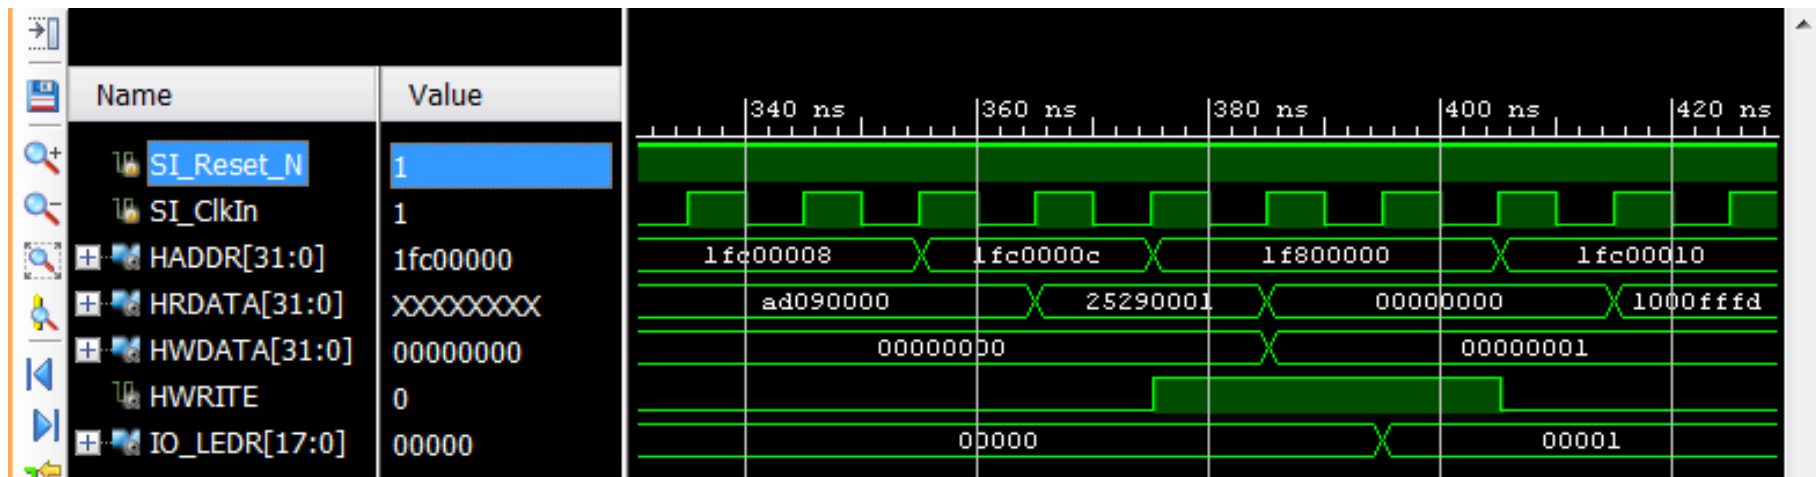 Name Value
340 ns 360 ns 380 ns 400 ns 420 ns
SI_Reset_N 1
SI_ClkIn 1
HADDR[31:0] 1fc00000 1fc00008 1fc0000c 1f800000 1fc00010
HRDATA[31:0] XXXXXXXX ad090000 25290001 00000000 1000fffd
HWDATA[31:0] 00000000 00000000 00000001
HWRITE 0
IO_LEDR[17:0] 00000 00000 00001